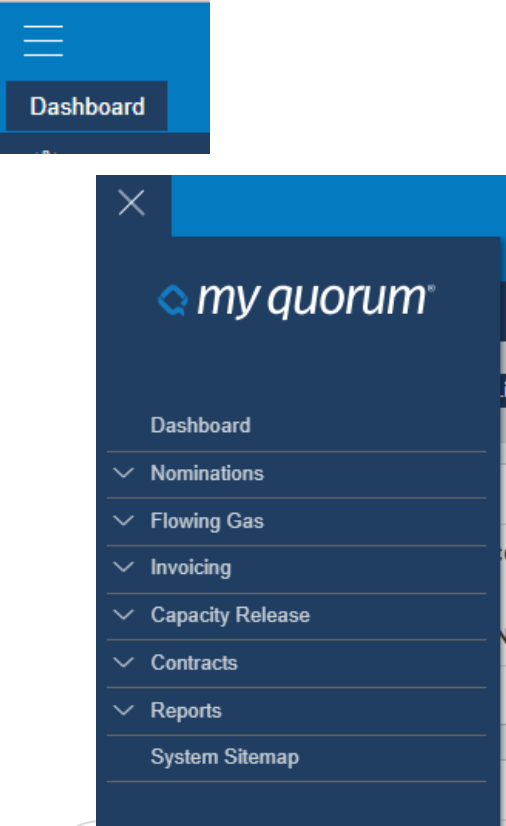 Dashboard
my quorum®
Dashboard
Nominations
Flowing Gas
Invoicing
Capacity Release
Contracts
Reports
System Sitemap